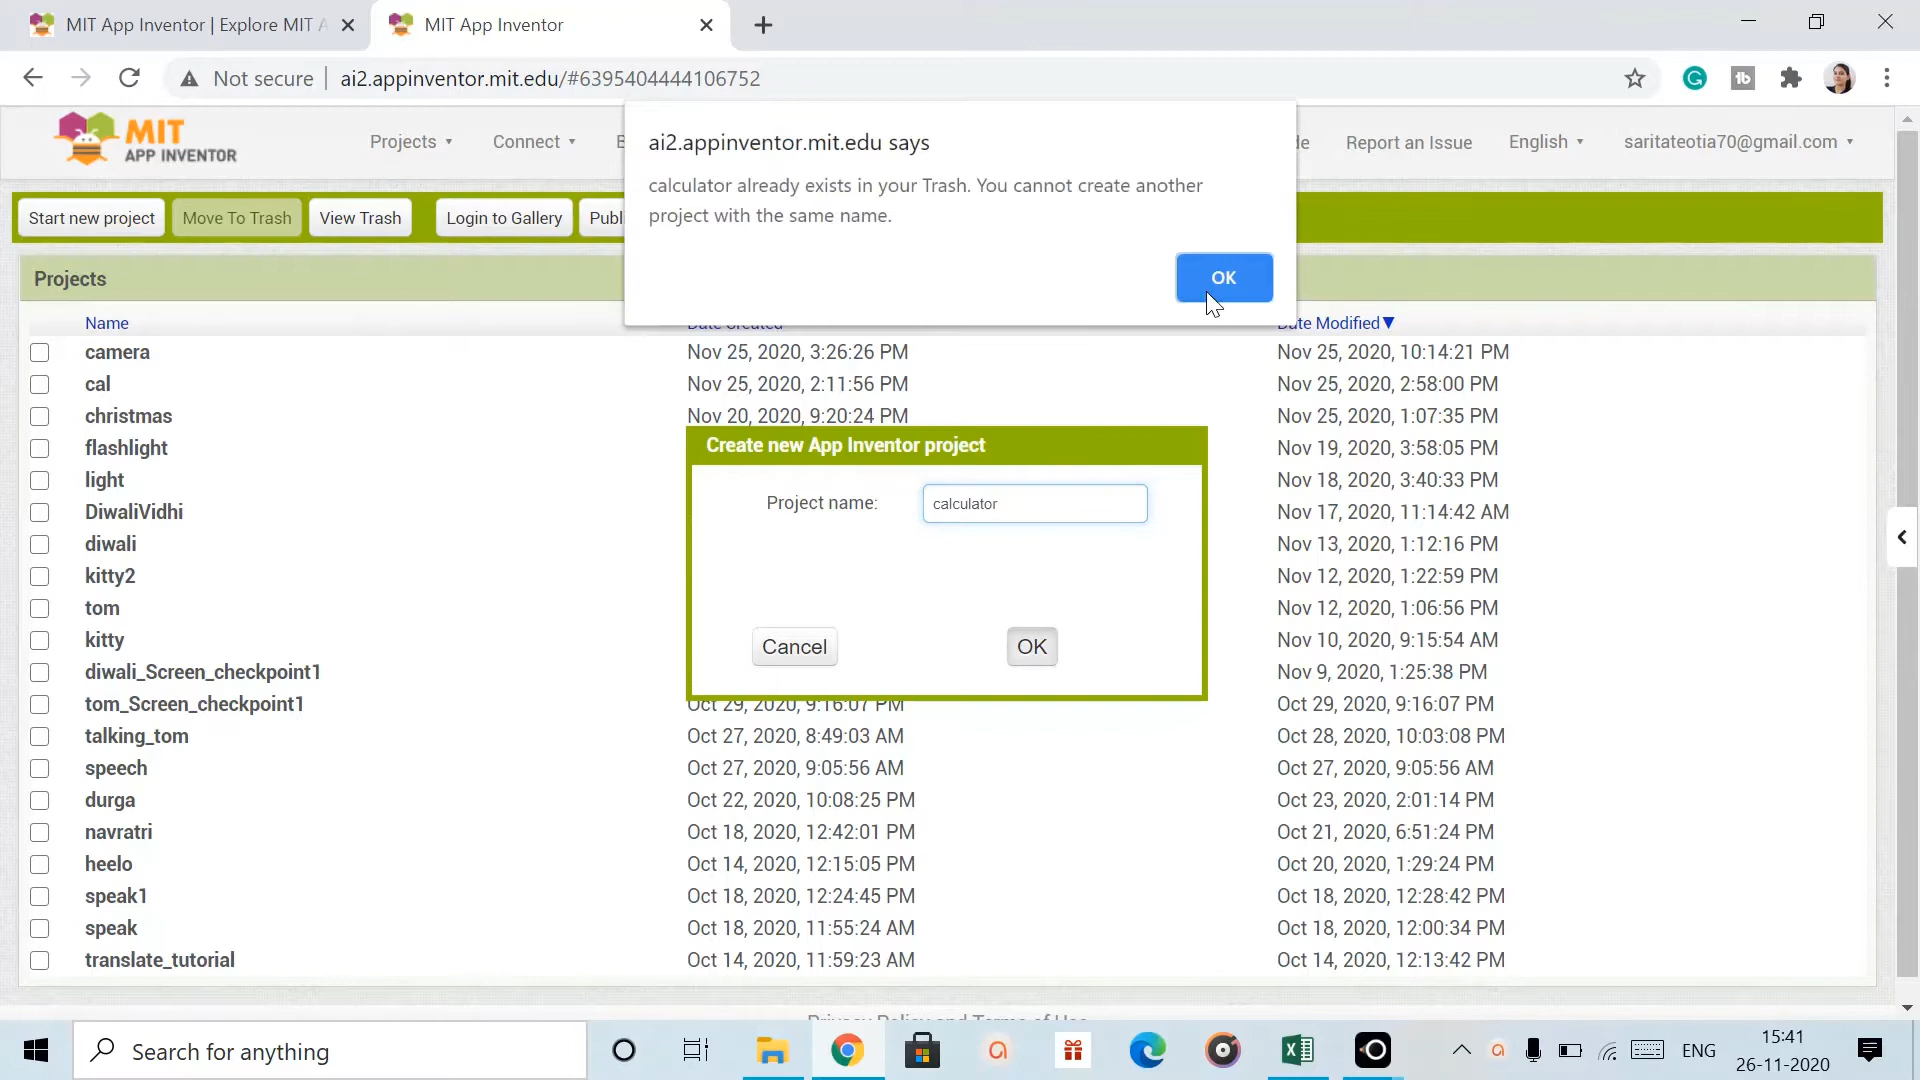 MIT App Inventor | Explore MIT A
MIT App Inventor
Not secure | ai2.appinventor.mit.edu/#6395404444106752
MIT
APP INVENTOR
Projects
Connect
Report an Issue
English
saritateotia70@gmail.com
ai2.appinventor.mit.edu says
calculator already exists in your Trash. You cannot create another
project with the same name.
OK
Start new project
Move To Trash
View Trash
Login to Gallery
Publ
Projects
Name
Date Created
Date Modified▼
camera Nov 25, 2020, 3:26:26 PM Nov 25, 2020, 10:14:21 PM
cal Nov 25, 2020, 2:11:56 PM Nov 25, 2020, 2:58:00 PM
christmas Nov 20, 2020, 9:20:24 PM Nov 25, 2020, 1:07:35 PM
flashlight Nov 19, 2020, 3:58:05 PM
light Nov 18, 2020, 3:40:33 PM
DiwaliVidhi Nov 17, 2020, 11:14:42 AM
diwali Nov 13, 2020, 1:12:16 PM
kitty2 Nov 12, 2020, 1:22:59 PM
tom Nov 12, 2020, 1:06:56 PM
kitty Nov 10, 2020, 9:15:54 AM
diwali_Screen_checkpoint1 Nov 9, 2020, 1:25:38 PM
tom_Screen_checkpoint1 Oct 29, 2020, 9:16:07 PM Oct 29, 2020, 9:16:07 PM
talking_tom Oct 27, 2020, 8:49:03 AM Oct 28, 2020, 10:03:08 PM
speech Oct 27, 2020, 9:05:56 AM Oct 27, 2020, 9:05:56 AM
durga Oct 22, 2020, 10:08:25 PM Oct 23, 2020, 2:01:14 PM
navratri Oct 18, 2020, 12:42:01 PM Oct 21, 2020, 6:51:24 PM
heelo Oct 14, 2020, 12:15:05 PM Oct 20, 2020, 1:29:24 PM
speak1 Oct 18, 2020, 12:24:45 PM Oct 18, 2020, 12:28:42 PM
speak Oct 18, 2020, 11:55:24 AM Oct 18, 2020, 12:00:34 PM
translate_tutorial Oct 14, 2020, 11:59:23 AM Oct 14, 2020, 12:13:42 PM
Create new App Inventor project
Project name: calculator
Cancel
OK
Privacy Policy and Terms of Use
Search for anything
ENG
15:41
26-11-2020